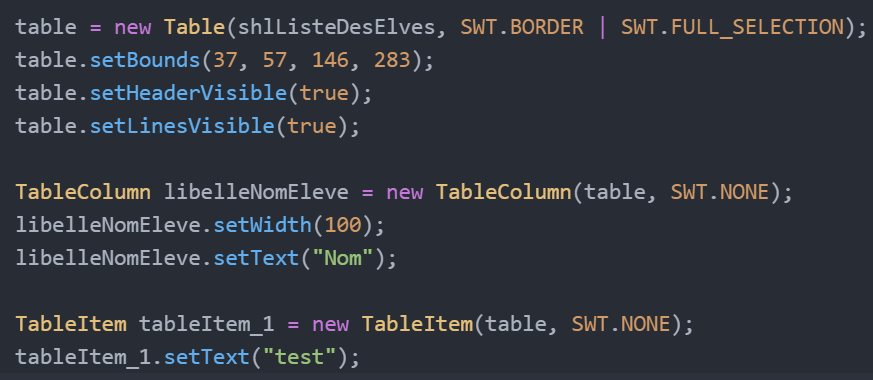 table = new Table(shlListeDesElves, SWT.BORDER | SWT.FULL_SELECTION);
table.setBounds(37, 57, 146, 283);
table.setHeaderVisible(true);
table.setLinesVisible(true);
TableColumn libelleNomEleve = new TableColumn(table, SWT.NONE);
libelleNomEleve.setWidth(100);
libelleNomEleve.setText("Nom");
TableItem tableItem_1 = new TableItem(table, SWT.NONE);
tableItem_1.setText("test");